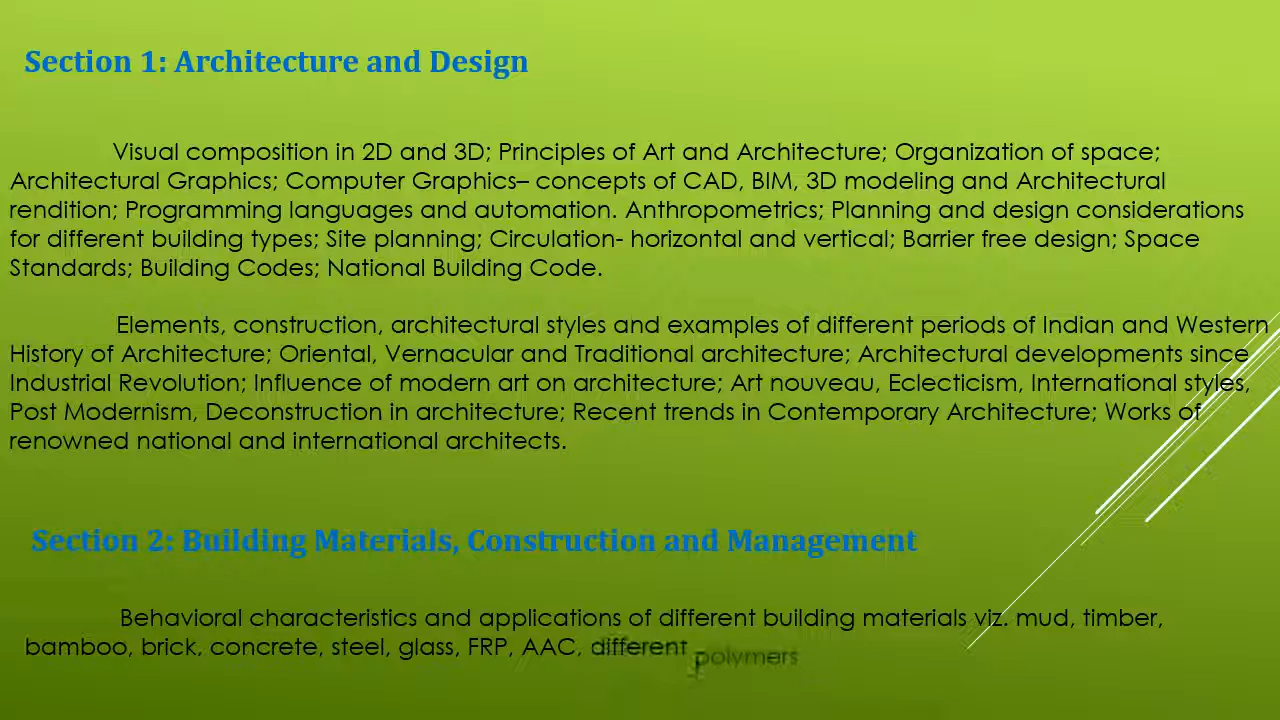 Section 1: Architecture and Design
Visual composition in 2D and 3D; Principles of Art and Architecture; Organization of space;
Architectural Graphics; Computer Graphics– concepts of CAD, BIM, 3D modeling and Architectural
rendition; Programming languages and automation. Anthropometrics; Planning and design considerations
for different building types; Site planning; Circulation- horizontal and vertical; Barrier free design; Space
Standards; Building Codes; National Building Code.
Elements, construction, architectural styles and examples of different periods of Indian and Western
History of Architecture; Oriental, Vernacular and Traditional architecture; Architectural developments since
Industrial Revolution; Influence of modern art on architecture; Art nouveau, Eclecticism, International styles,
Post Modernism, Deconstruction in architecture; Recent trends in Contemporary Architecture; Works of
renowned national and international architects.
Section 2: Building Materials, Construction and Management
Behavioral characteristics and applications of different building materials viz. mud, timber,
bamboo, brick, concrete, steel, glass, FRP, AAC, different polymers